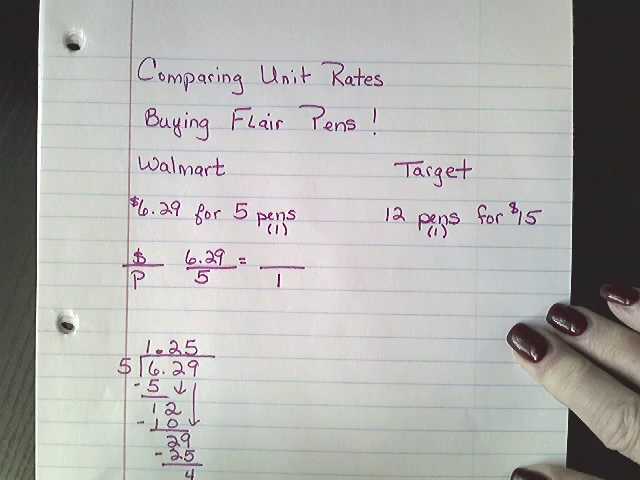 Comparing Unit Rates
Buying Flair Pens!
Walmart Target
$6.29 for 5 pens 12 pens for $15
(1) (1)
$ 6.29 =
P 5 1
1.25
5 6.29
- 5
12
- 10
29
- 25
4